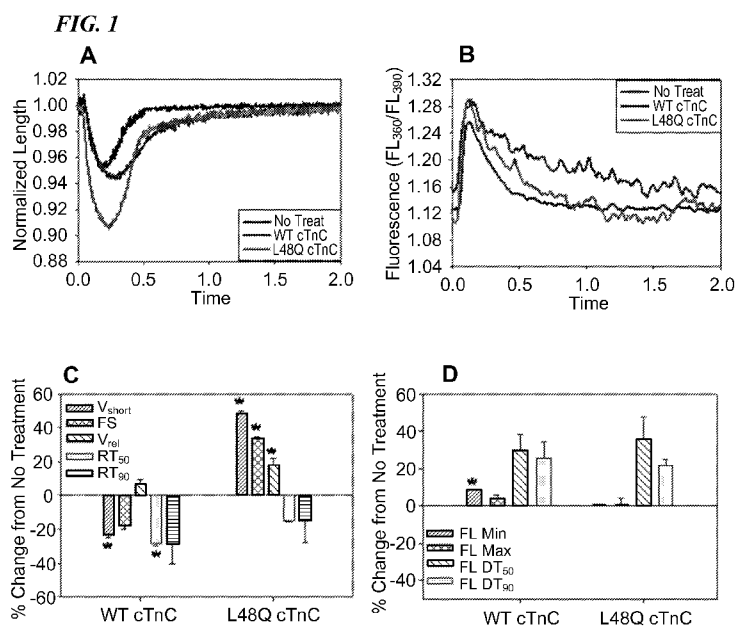 FIG. 1
A
Normalized Length
1.02
1.00
0.98
0.96
0.94
0.92
0.90
0.88
No Treat
WT cTnC
L48Q cTnC
0.0 0.5 1.0 1.5 2.0
Time
B
Fluorescence (FL360/FL390)
1.32
1.28
1.24
1.20
1.16
1.12
1.08
1.04
No Treat
WT cTnC
L48Q cTnC
0.0 0.5 1.0 1.5 2.0
Time
C
% Change from No Treatment
60
40
20
0
-20
-40
-60
Vshort
FS
Vrel
RT50
RT90
* * * * *
WT cTnC L48Q cTnC
D
% Change from No Treatment
60
40
20
0
-20
-40
*
FL Min
FL Max
FL DT50
FL DT90
WT cTnC L48Q cTnC